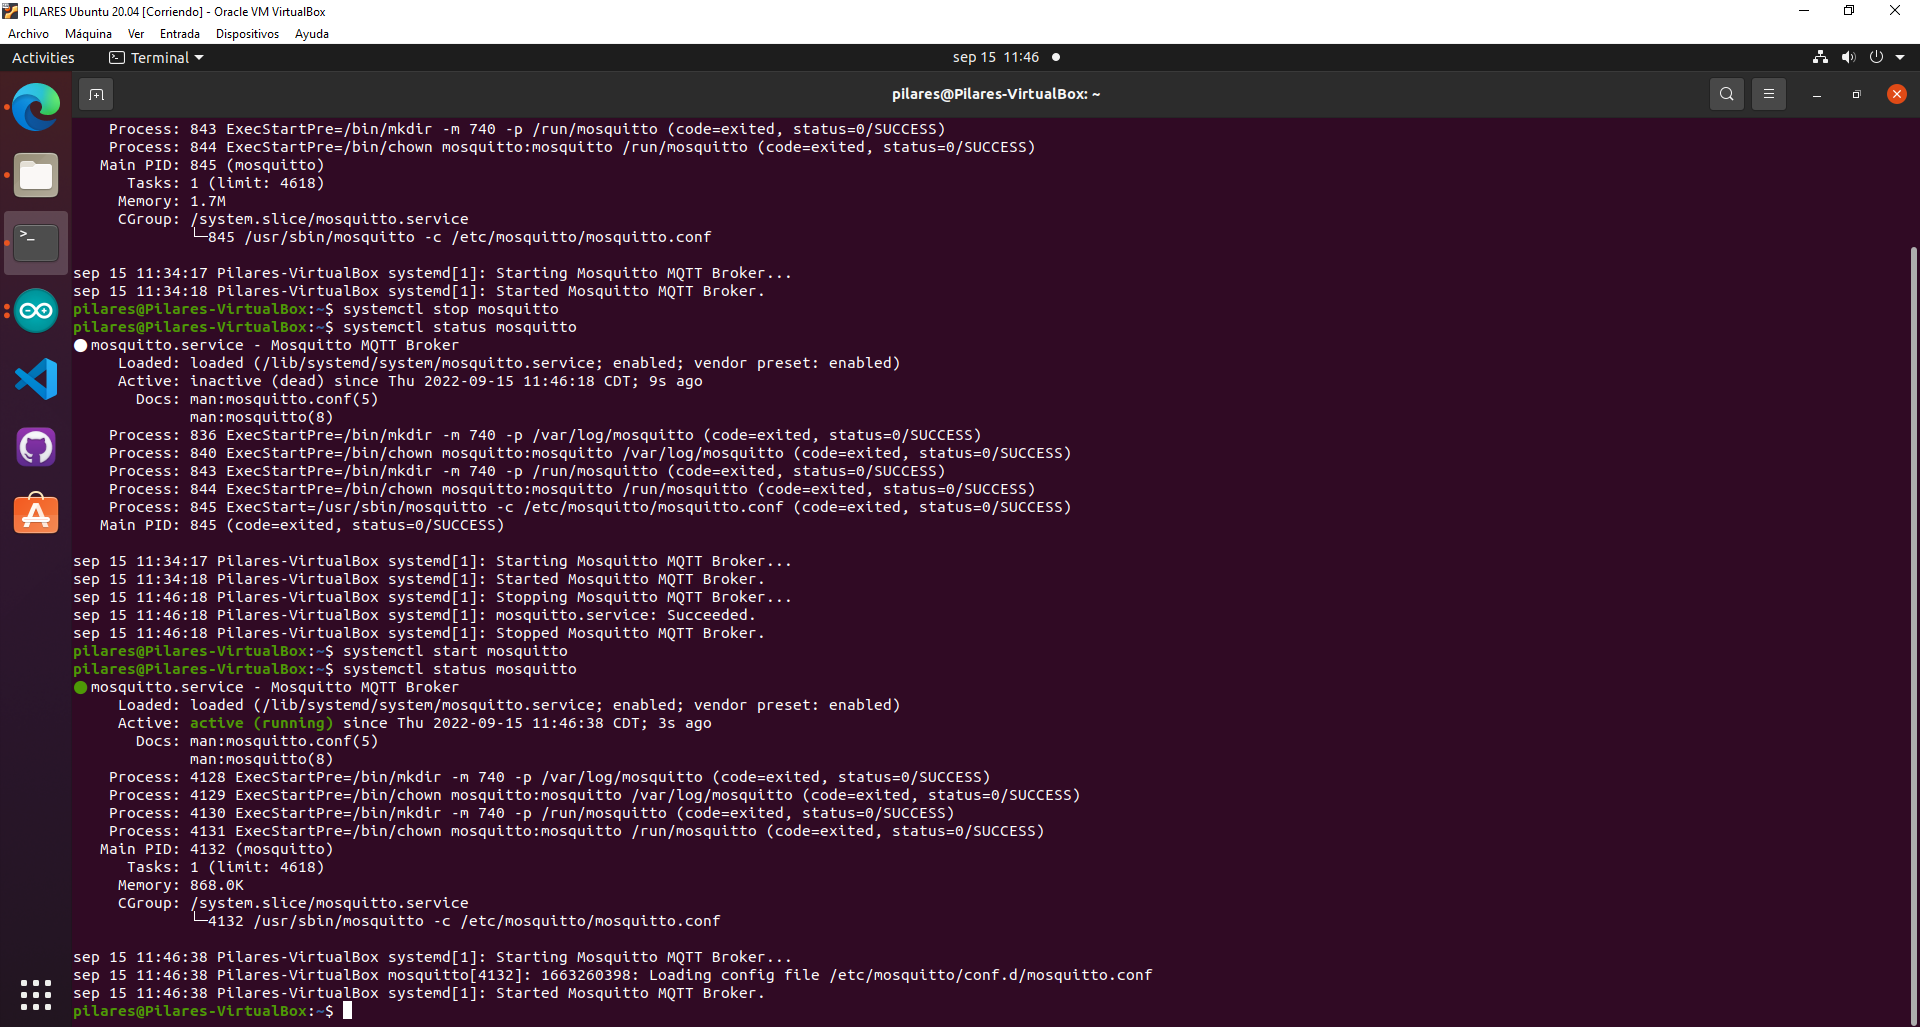 PILARES Ubuntu 20.04 [Corriendo] - Oracle VM VirtualBox
Archivo Máquina Ver Entrada Dispositivos Ayuda
Activities Terminal sep 15 11:46
pilares@Pilares-VirtualBox: ~
Process: 843 ExecStartPre=/bin/mkdir -m 740 -p /run/mosquitto (code=exited, status=0/SUCCESS)
Process: 844 ExecStartPre=/bin/chown mosquitto:mosquitto /run/mosquitto (code=exited, status=0/SUCCESS)
Main PID: 845 (mosquitto)
Tasks: 1 (limit: 4618)
Memory: 1.7M
CGroup: /system.slice/mosquitto.service
└─845 /usr/sbin/mosquitto -c /etc/mosquitto/mosquitto.conf
sep 15 11:34:17 Pilares-VirtualBox systemd[1]: Starting Mosquitto MQTT Broker...
sep 15 11:34:18 Pilares-VirtualBox systemd[1]: Started Mosquitto MQTT Broker.
pilares@Pilares-VirtualBox:~$ systemctl stop mosquitto
pilares@Pilares-VirtualBox:~$ systemctl status mosquitto
● mosquitto.service - Mosquitto MQTT Broker
Loaded: loaded (/lib/systemd/system/mosquitto.service; enabled; vendor preset: enabled)
Active: inactive (dead) since Thu 2022-09-15 11:46:18 CDT; 9s ago
Docs: man:mosquitto.conf(5)
man:mosquitto(8)
Process: 836 ExecStartPre=/bin/mkdir -m 740 -p /var/log/mosquitto (code=exited, status=0/SUCCESS)
Process: 840 ExecStartPre=/bin/chown mosquitto:mosquitto /var/log/mosquitto (code=exited, status=0/SUCCESS)
Process: 843 ExecStartPre=/bin/mkdir -m 740 -p /run/mosquitto (code=exited, status=0/SUCCESS)
Process: 844 ExecStartPre=/bin/chown mosquitto:mosquitto /run/mosquitto (code=exited, status=0/SUCCESS)
Process: 845 ExecStart=/usr/sbin/mosquitto -c /etc/mosquitto/mosquitto.conf (code=exited, status=0/SUCCESS)
Main PID: 845 (code=exited, status=0/SUCCESS)
sep 15 11:34:17 Pilares-VirtualBox systemd[1]: Starting Mosquitto MQTT Broker...
sep 15 11:34:18 Pilares-VirtualBox systemd[1]: Started Mosquitto MQTT Broker.
sep 15 11:46:18 Pilares-VirtualBox systemd[1]: Stopping Mosquitto MQTT Broker...
sep 15 11:46:18 Pilares-VirtualBox systemd[1]: mosquitto.service: Succeeded.
sep 15 11:46:18 Pilares-VirtualBox systemd[1]: Stopped Mosquitto MQTT Broker.
pilares@Pilares-VirtualBox:~$ systemctl start mosquitto
pilares@Pilares-VirtualBox:~$ systemctl status mosquitto
● mosquitto.service - Mosquitto MQTT Broker
Loaded: loaded (/lib/systemd/system/mosquitto.service; enabled; vendor preset: enabled)
Active: active (running) since Thu 2022-09-15 11:46:38 CDT; 3s ago
Docs: man:mosquitto.conf(5)
man:mosquitto(8)
Process: 4128 ExecStartPre=/bin/mkdir -m 740 -p /var/log/mosquitto (code=exited, status=0/SUCCESS)
Process: 4129 ExecStartPre=/bin/chown mosquitto:mosquitto /var/log/mosquitto (code=exited, status=0/SUCCESS)
Process: 4130 ExecStartPre=/bin/mkdir -m 740 -p /run/mosquitto (code=exited, status=0/SUCCESS)
Process: 4131 ExecStartPre=/bin/chown mosquitto:mosquitto /run/mosquitto (code=exited, status=0/SUCCESS)
Main PID: 4132 (mosquitto)
Tasks: 1 (limit: 4618)
Memory: 868.0K
CGroup: /system.slice/mosquitto.service
└─4132 /usr/sbin/mosquitto -c /etc/mosquitto/mosquitto.conf
sep 15 11:46:38 Pilares-VirtualBox systemd[1]: Starting Mosquitto MQTT Broker...
sep 15 11:46:38 Pilares-VirtualBox mosquitto[4132]: 1663260398: Loading config file /etc/mosquitto/conf.d/mosquitto.conf
sep 15 11:46:38 Pilares-VirtualBox systemd[1]: Started Mosquitto MQTT Broker.
pilares@Pilares-VirtualBox:~$